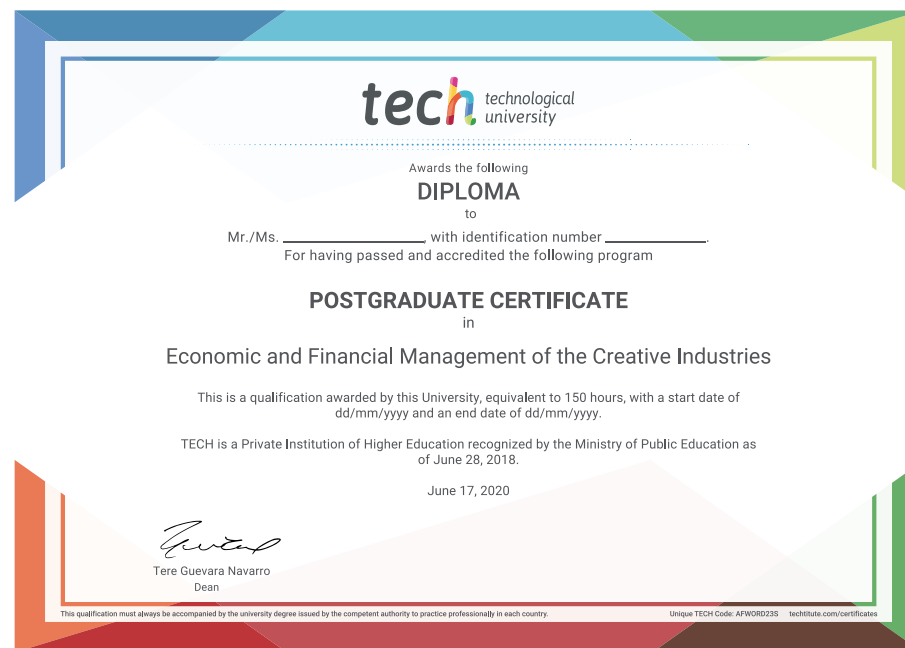 tech technological
university
Awards the following
DIPLOMA
to
Mr./Ms. ____________________, with identification number ______________.
For having passed and accredited the following program
POSTGRADUATE CERTIFICATE
in
Economic and Financial Management of the Creative Industries
This is a qualification awarded by this University, equivalent to 150 hours, with a start date of
dd/mm/yyyy and an end date of dd/mm/yyyy.
TECH is a Private Institution of Higher Education recognized by the Ministry of Public Education as
of June 28, 2018.
June 17, 2020
Tere Guevara Navarro
Dean
This qualification must always be accompanied by the university degree issued by the competent authority to practice professionally in each country. Unique TECH Code: AFWORD23S techtitute.com/certificates